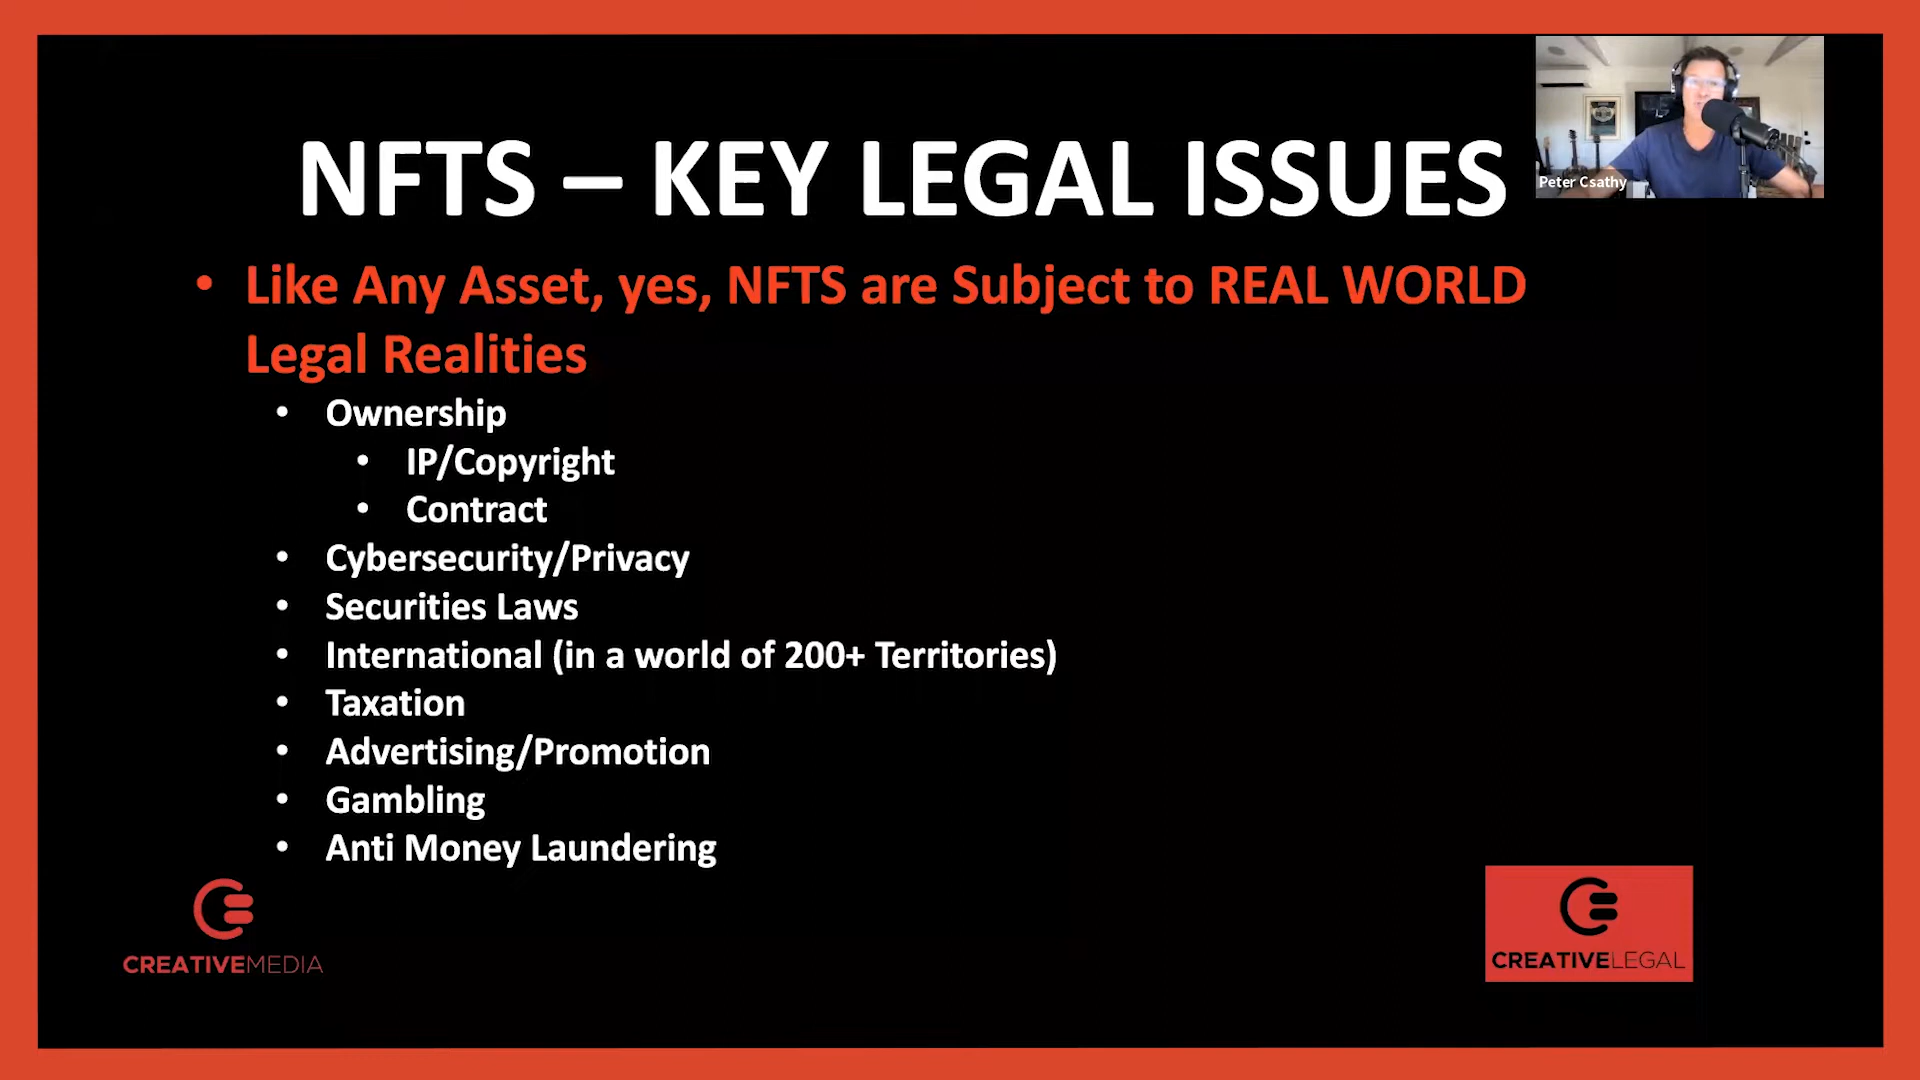 NFTS – KEY LEGAL ISSUES
Peter Csathy
• Like Any Asset, yes, NFTS are Subject to REAL WORLD
Legal Realities
• Ownership
• IP/Copyright
• Contract
• Cybersecurity/Privacy
• Securities Laws
• International (in a world of 200+ Territories)
• Taxation
• Advertising/Promotion
• Gambling
• Anti Money Laundering
CREATIVEMEDIA
CREATIVELEGAL